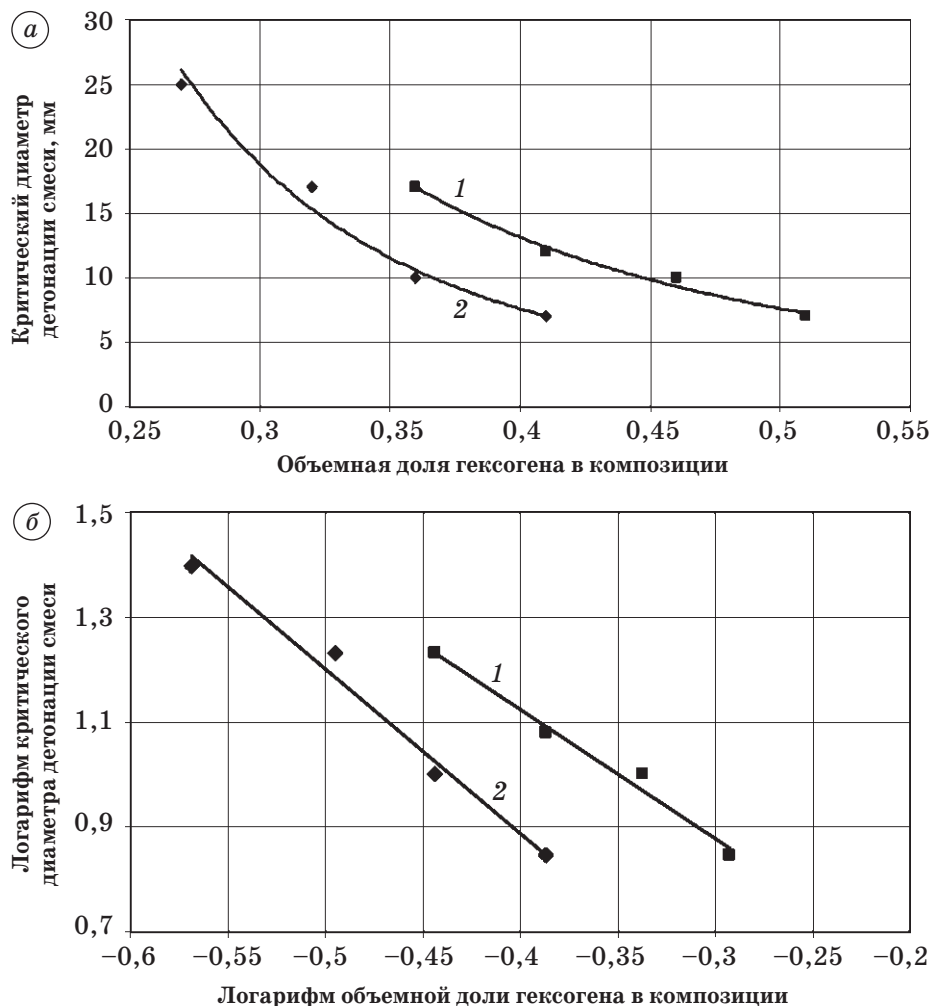 а
30
25
20
15
10
5
0
Критический диаметр
детонации смеси, мм
1
2
0,25 0,3 0,35 0,4 0,45 0,5 0,55
Объемная доля гексогена в композиции
б
1,5
1,3
1,1
0,9
0,7
Логарифм критического
диаметра детонации смеси
1
2
–0,6 –0,55 –0,5 –0,45 –0,4 –0,35 –0,3 –0,25 –0,2
Логарифм объемной доли гексогена в композиции